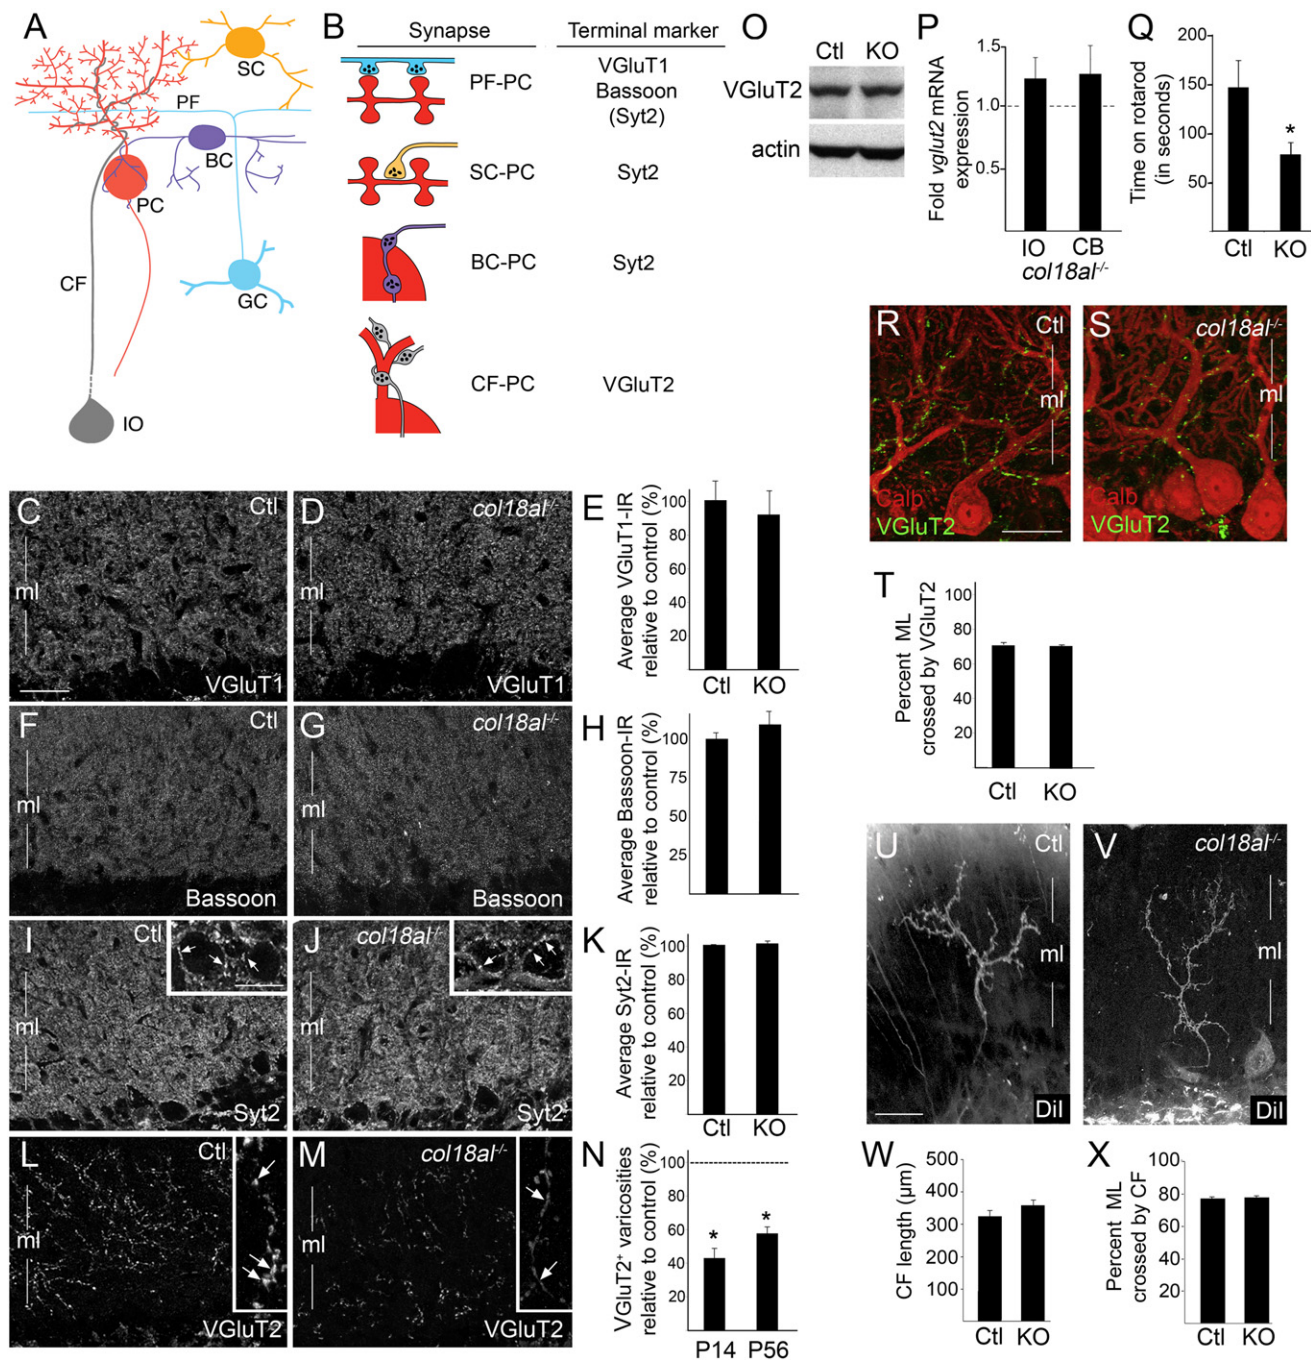 A
SC
PF
BC
PC
CF
GC
IO
B
Synapse
Terminal marker
PF-PC
VGluT1
Bassoon
(Syt2)
SC-PC
Syt2
BC-PC
Syt2
CF-PC
VGluT2
O
Ctl KO
VGluT2
actin
P
Fold vglut2 mRNA
expression
1.5
1.0
0.5
IO CB
col18al-/-
Q
Time on rotarod
(in seconds)
200
150
100
50
*
Ctl KO
R
Ctl
ml
Calb
VGluT2
S
col18al-/-
ml
Calb
VGluT2
C
Ctl
ml
VGluT1
D
col18al-/-
ml
VGluT1
E
Average VGluT1-IR
relative to control (%)
100
80
60
40
20
Ctl KO
T
Percent ML
crossed by VGluT2
100
80
60
40
20
Ctl KO
F
Ctl
ml
Bassoon
G
col18al-/-
ml
Bassoon
H
Average Bassoon-IR
relative to control (%)
100
75
50
25
I
Ctl
ml
Syt2
J
col18al-/-
ml
Syt2
K
Average Syt2-IR
relative to control (%)
100
80
60
40
20
Ctl KO
U
Ctl
ml
DiI
V
col18al-/-
ml
DiI
L
Ctl
ml
VGluT2
M
col18al-/-
ml
VGluT2
N
VGluT2+ varicosities
relative to control (%)
100
80
60
40
20
*
*
P14 P56
W
CF length (µm)
500
400
300
200
100
Ctl KO
X
Percent ML
crossed by CF
100
80
60
40
20
Ctl KO